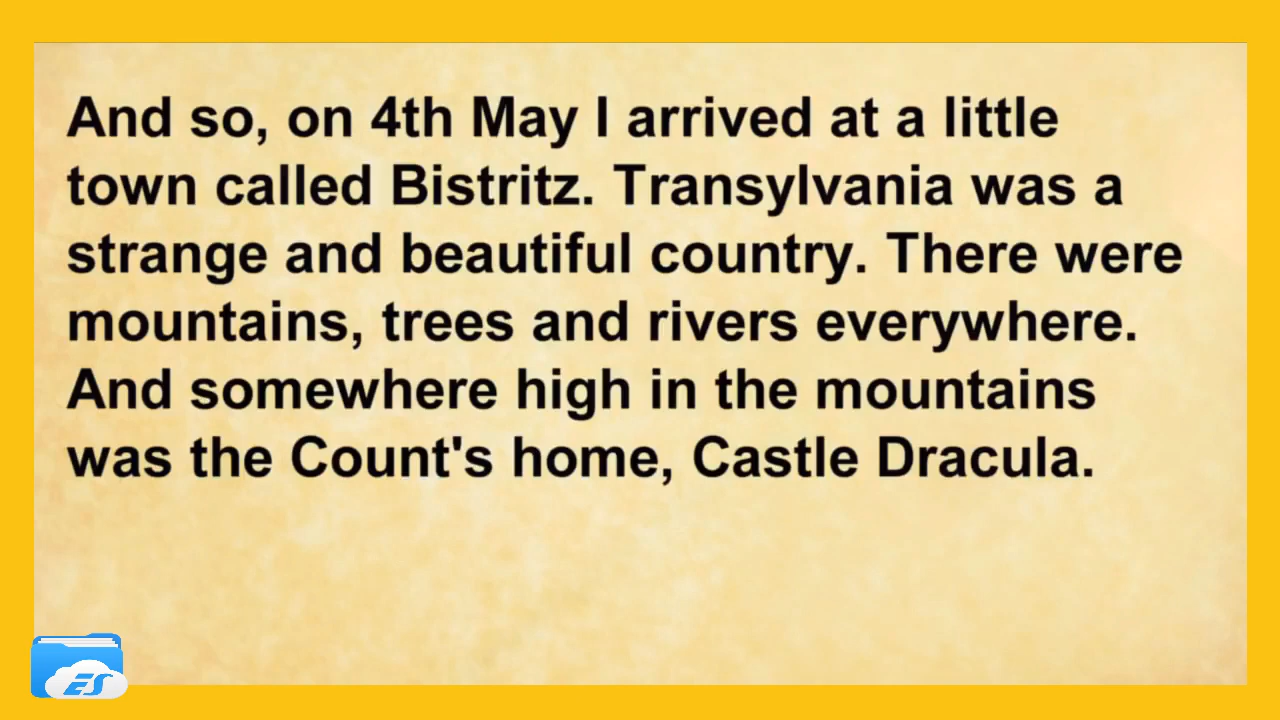 And so, on 4th May I arrived at a little
town called Bistritz. Transylvania was a
strange and beautiful country. There were
mountains, trees and rivers everywhere.
And somewhere high in the mountains
was the Count's home, Castle Dracula.
ES